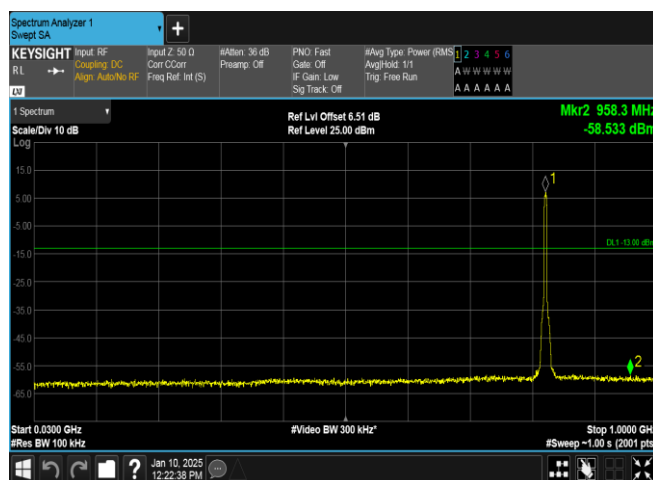 Spectrum Analyzer 1
Swept SA
KEYSIGHT
RL
LXI
Input: RF
Coupling: DC
Align: Auto/No RF
Input Z: 50 Ω
Corr CCorr
Freq Ref: Int (S)
#Atten: 36 dB
Preamp: Off
PNO: Fast
Gate: Off
IF Gain: Low
Sig Track: Off
#Avg Type: Power (RMS
Avg|Hold: 1/1
Trig: Free Run
1 2 3 4 5 6
A W W W W W
A A A A A A
1 Spectrum
Scale/Div 10 dB
Log
Ref Lvl Offset 6.51 dB
Ref Level 25.00 dBm
Mkr2 958.3 MHz
-58.533 dBm
15.0
5.00
-5.00
-25.0
-35.0
-45.0
-55.0
-65.0
1
DL1 -13.00 dBm
2
Start 0.0300 GHz
#Res BW 100 kHz
#Video BW 300 kHz*
Stop 1.0000 GHz
#Sweep ~1.00 s (2001 pts
?
Jan 10, 2025
12:22:38 PM